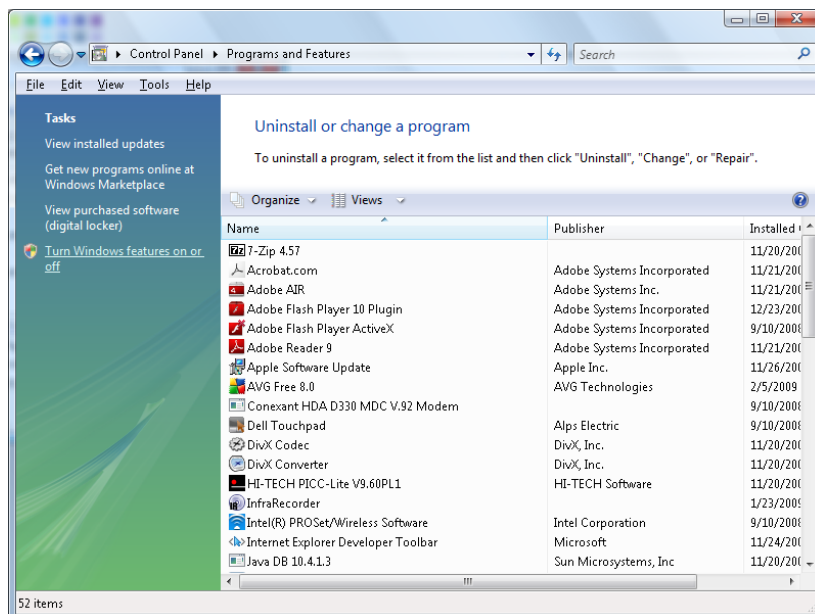 Control Panel Programs and Features Search
File Edit View Tools Help
Tasks
View installed updates
Get new programs online at
Windows Marketplace
View purchased software
(digital locker)
Turn Windows features on or
off
Uninstall or change a program
To uninstall a program, select it from the list and then click "Uninstall", "Change", or "Repair".
Organize Views
Name Publisher Installed
7-Zip 4.57 11/20/200
Acrobat.com Adobe Systems Incorporated 11/21/200
Adobe AIR Adobe Systems Inc. 11/21/200
Adobe Flash Player 10 Plugin Adobe Systems Incorporated 12/23/200
Adobe Flash Player ActiveX Adobe Systems Incorporated 9/10/2008
Adobe Reader 9 Adobe Systems Incorporated 11/21/200
Apple Software Update Apple Inc. 11/26/200
AVG Free 8.0 AVG Technologies 2/5/2009
Conexant HDA D330 MDC V.92 Modem 9/10/2008
Dell Touchpad Alps Electric 9/10/2008
DivX Codec DivX, Inc. 11/20/200
DivX Converter DivX, Inc. 11/20/200
HI-TECH PICC-Lite V9.60PL1 HI-TECH Software 11/20/200
InfraRecorder 1/23/2009
Intel(R) PROSet/Wireless Software Intel Corporation 9/10/2008
Internet Explorer Developer Toolbar Microsoft 11/24/200
Java DB 10.4.1.3 Sun Microsystems, Inc 11/20/200
52 items